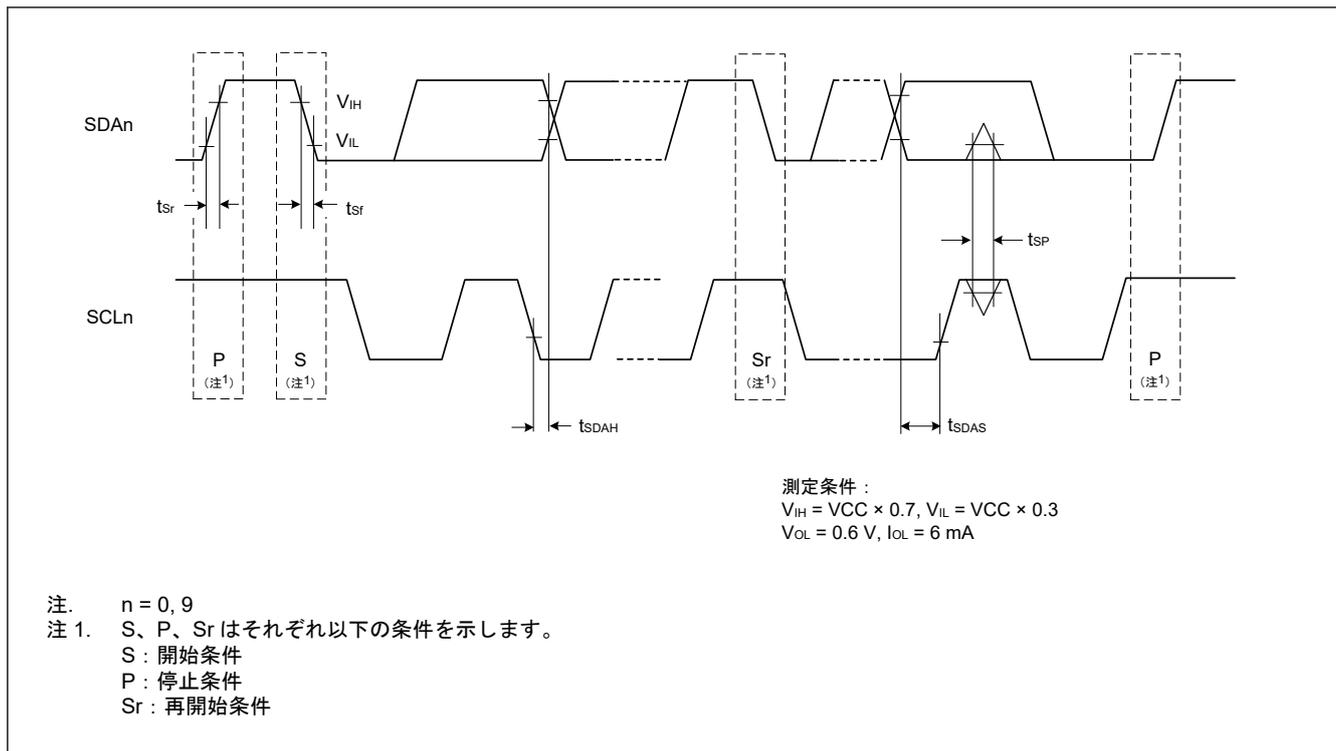 SDAn
VIH
VIL
tSr
tSf
tSP
SCLn
P
（注1）
S
（注1）
Sr
（注1）
P
（注1）
tSDAH
tSDAS
測定条件：
VIH = VCC × 0.7, VIL = VCC × 0.3
VOL = 0.6 V, IOL = 6 mA
注. n = 0, 9
注 1. S、P、Sr はそれぞれ以下の条件を示します。
S：開始条件
P：停止条件
Sr：再開始条件